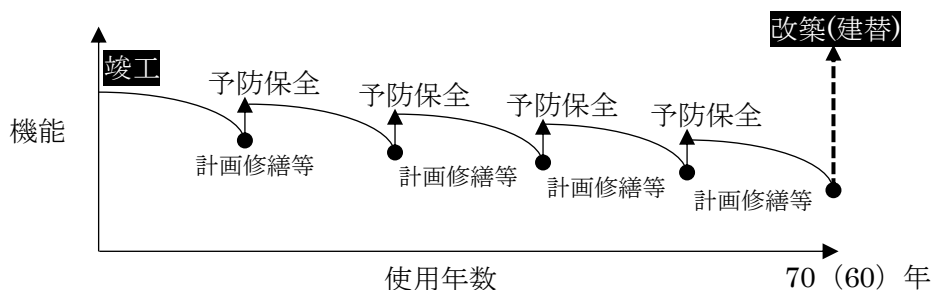 改築(建替)
竣工
予防保全
予防保全
予防保全
予防保全
機能
計画修繕等
計画修繕等
計画修繕等
計画修繕等
使用年数
70（60）年